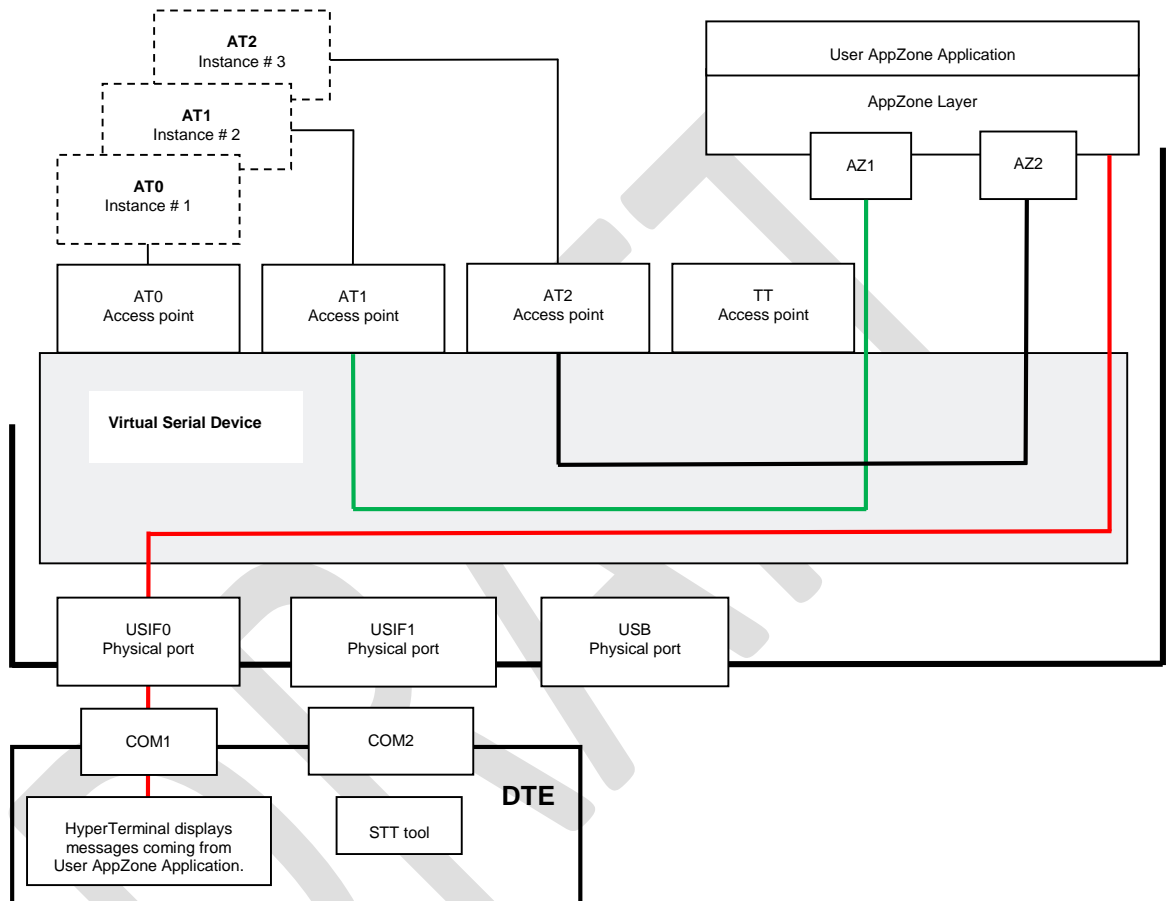 AT2
Instance # 3
AT1
Instance # 2
AT0
Instance # 1
User AppZone Application
AppZone Layer
AZ1
AZ2
AT0
Access point
AT1
Access point
AT2
Access point
TT
Access point
Virtual Serial Device
USIF0
Physical port
USIF1
Physical port
USB
Physical port
COM1
COM2
DTE
HyperTerminal displays
messages coming from
User AppZone Application.
STT tool
DRAFT